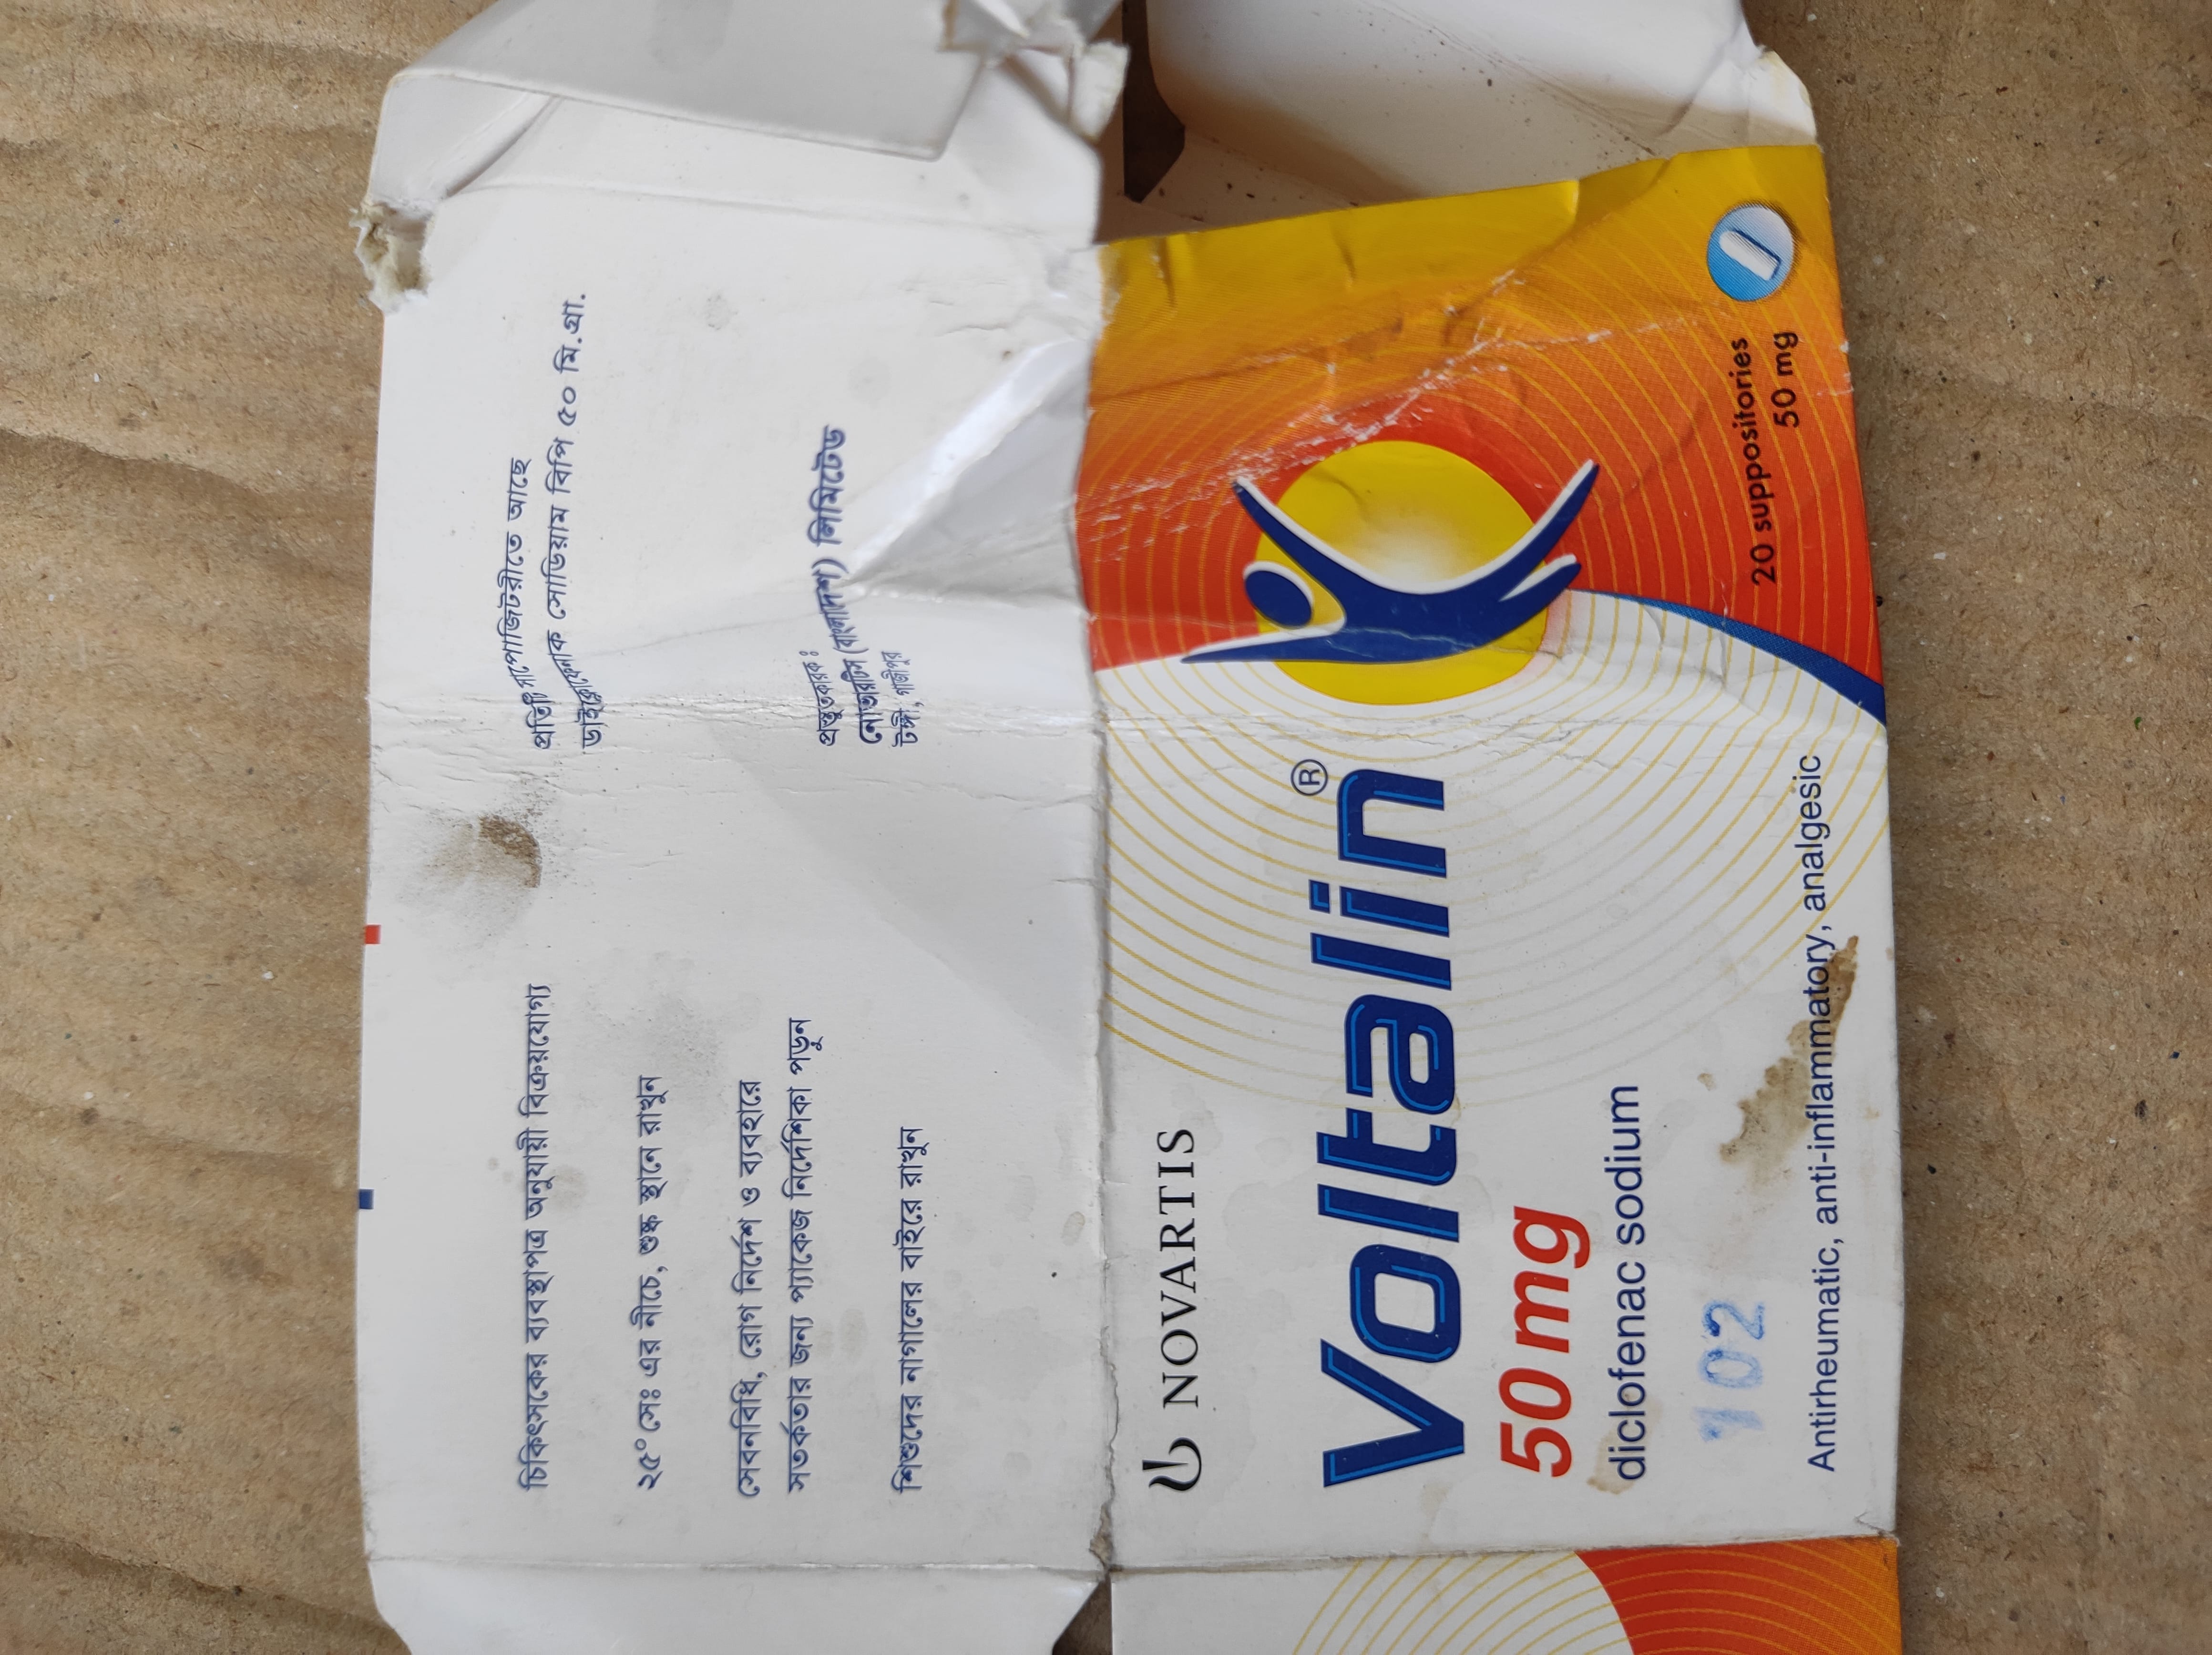 চিকিৎসকের ব্যবস্থাপত্র অনুযায়ী বিক্রয়যোগ্য
২৫° সেঃ এর নীচে, শুষ্ক স্থানে রাখুন
সেবনবিধি, রোগ নির্দেশ ও ব্যবহারে
সতর্কতার জন্য প্যাকেজ নির্দেশিকা পড়ুন
শিশুদের নাগালের বাইরে রাখুন
প্রতিটি সাপোজিটরীতে আছে
ডাইক্লোফেনাক সোডিয়াম বিপি ৫০ মি.গ্রা.
প্রস্তুতকারক ঃ
নোভারটিস (বাংলাদেশ) লিমিটেড
টঙ্গী, গাজীপুর
NOVARTIS
Voltalin®
50 mg
diclofenac sodium
102
Antirheumatic, anti-inflammatory, analgesic
20 suppositories
50 mg